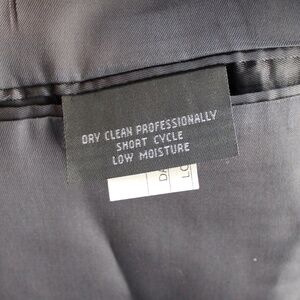 DRY CLEAN PROFESSIONALLY
SHORT CYCLE
LOW MOISTURE